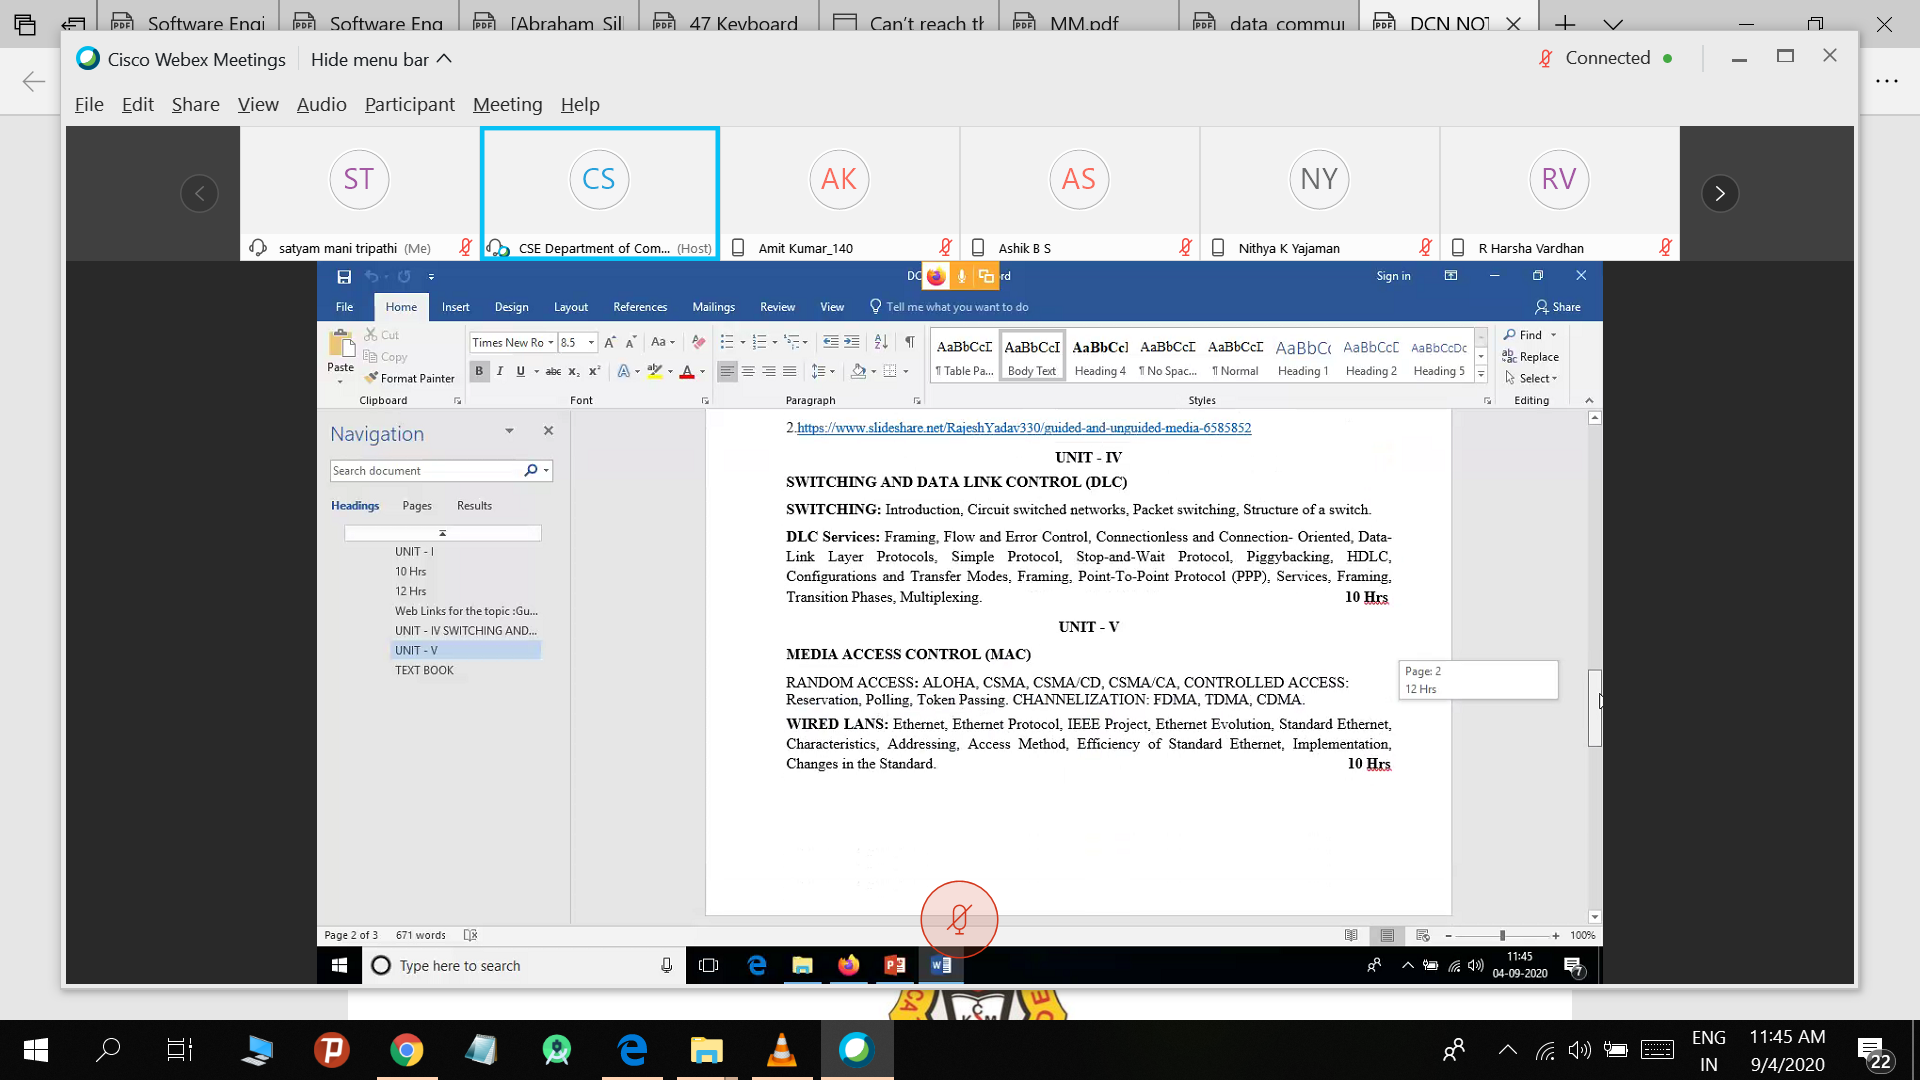 Software Engi
Software Eng
[Abraham_Sil
47 Keyboard
Can't reach th
MM.pdf
data commu
DCN NOT
Cisco Webex Meetings
Hide menu bar
Connected
File Edit Share View Audio Participant Meeting Help
ST
CS
AK
AS
NY
RV
satyam mani tripathi (Me)
CSE Department of Com... (Host)
Amit Kumar_140
Ashik B S
Nithya K Yajaman
R Harsha Vardhan
DC
rd
Sign in
File Home Insert Design Layout References Mailings Review View Tell me what you want to do
Share
Paste
Cut
Copy
Format Painter
Clipboard
Times New Ro
8.5
Aa
B I U abc x₂ x²
A
A
Font
Paragraph
AaBbCcI AaBbCcI AaBbCcI AaBbCcI AaBbCcI AaBbC( AaBbCcD AaBbCcDc
¶ Table Pa... Body Text Heading 4 ¶ No Spac... ¶ Normal Heading 1 Heading 2 Heading 5
Styles
Find
Replace
Select
Editing
Navigation
Search document
Headings Pages Results
UNIT - I
10 Hrs
12 Hrs
Web Links for the topic :Gu...
UNIT - IV SWITCHING AND...
UNIT - V
TEXT BOOK
2.https://www.slideshare.net/RajeshYadav330/guided-and-unguided-media-6585852
UNIT - IV
SWITCHING AND DATA LINK CONTROL (DLC)
SWITCHING: Introduction, Circuit switched networks, Packet switching, Structure of a switch.
DLC Services: Framing, Flow and Error Control, Connectionless and Connection- Oriented, Data-
Link Layer Protocols, Simple Protocol, Stop-and-Wait Protocol, Piggybacking, HDLC,
Configurations and Transfer Modes, Framing, Point-To-Point Protocol (PPP), Services, Framing,
Transition Phases, Multiplexing. 10 Hrs
UNIT - V
MEDIA ACCESS CONTROL (MAC)
RANDOM ACCESS: ALOHA, CSMA, CSMA/CD, CSMA/CA, CONTROLLED ACCESS:
Reservation, Polling, Token Passing. CHANNELIZATION: FDMA, TDMA, CDMA.
WIRED LANS: Ethernet, Ethernet Protocol, IEEE Project, Ethernet Evolution, Standard Ethernet,
Characteristics, Addressing, Access Method, Efficiency of Standard Ethernet, Implementation,
Changes in the Standard. 10 Hrs
Page: 2
12 Hrs
Page 2 of 3 671 words
100%
Type here to search
11:45
04-09-2020
7
ENG
IN
11:45 AM
9/4/2020
22